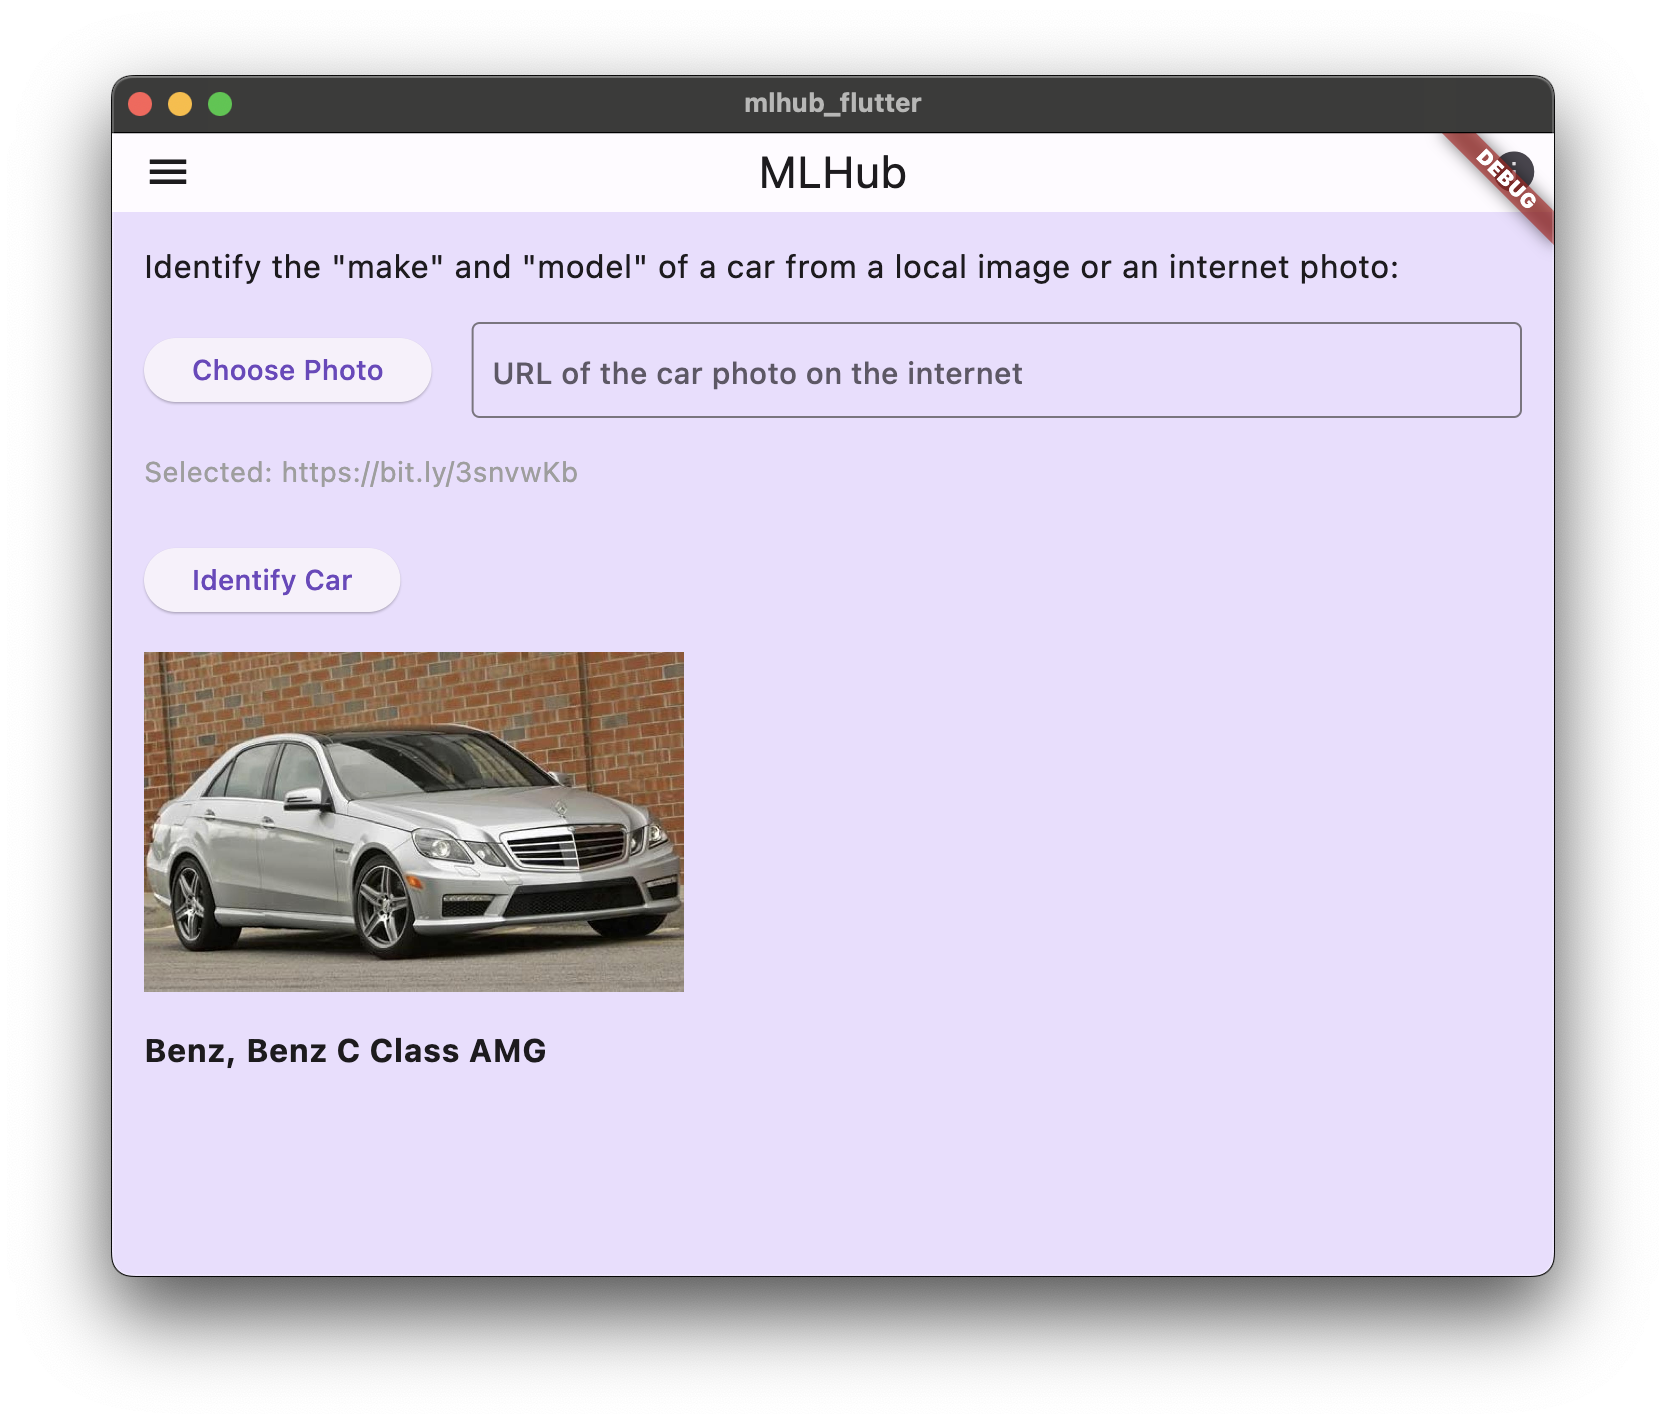 mlhub_flutter
MLHub
DEBUG
Identify the "make" and "model" of a car from a local image or an internet photo:
Choose Photo
URL of the car photo on the internet
Selected: https://bit.ly/3snvwKb
Identify Car
Benz, Benz C Class AMG